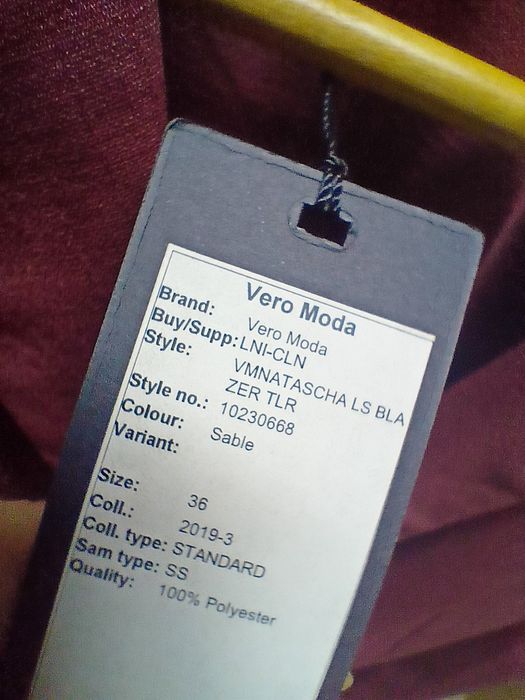 Vero Moda
Brand: Vero Moda
Buy/Supp: LNI-CLN
Style: VMNATASCHA LS BLA
ZER TLR
Style no.: 10230668
Colour: Sable
Variant:
Size: 36
Coll.: 2019-3
Coll. type: STANDARD
Sam type: SS
Quality: 100% Polyester